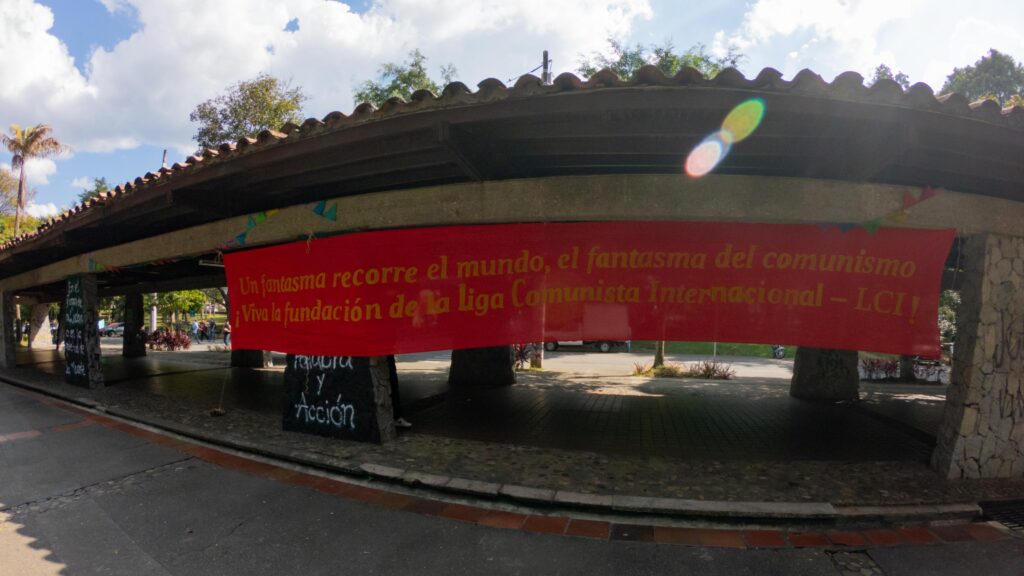 Un fantasma recorre el mundo, el fantasma del comunismo
¡Viva la fundación de la liga Comunista Internacional – LCI!
y
Acción